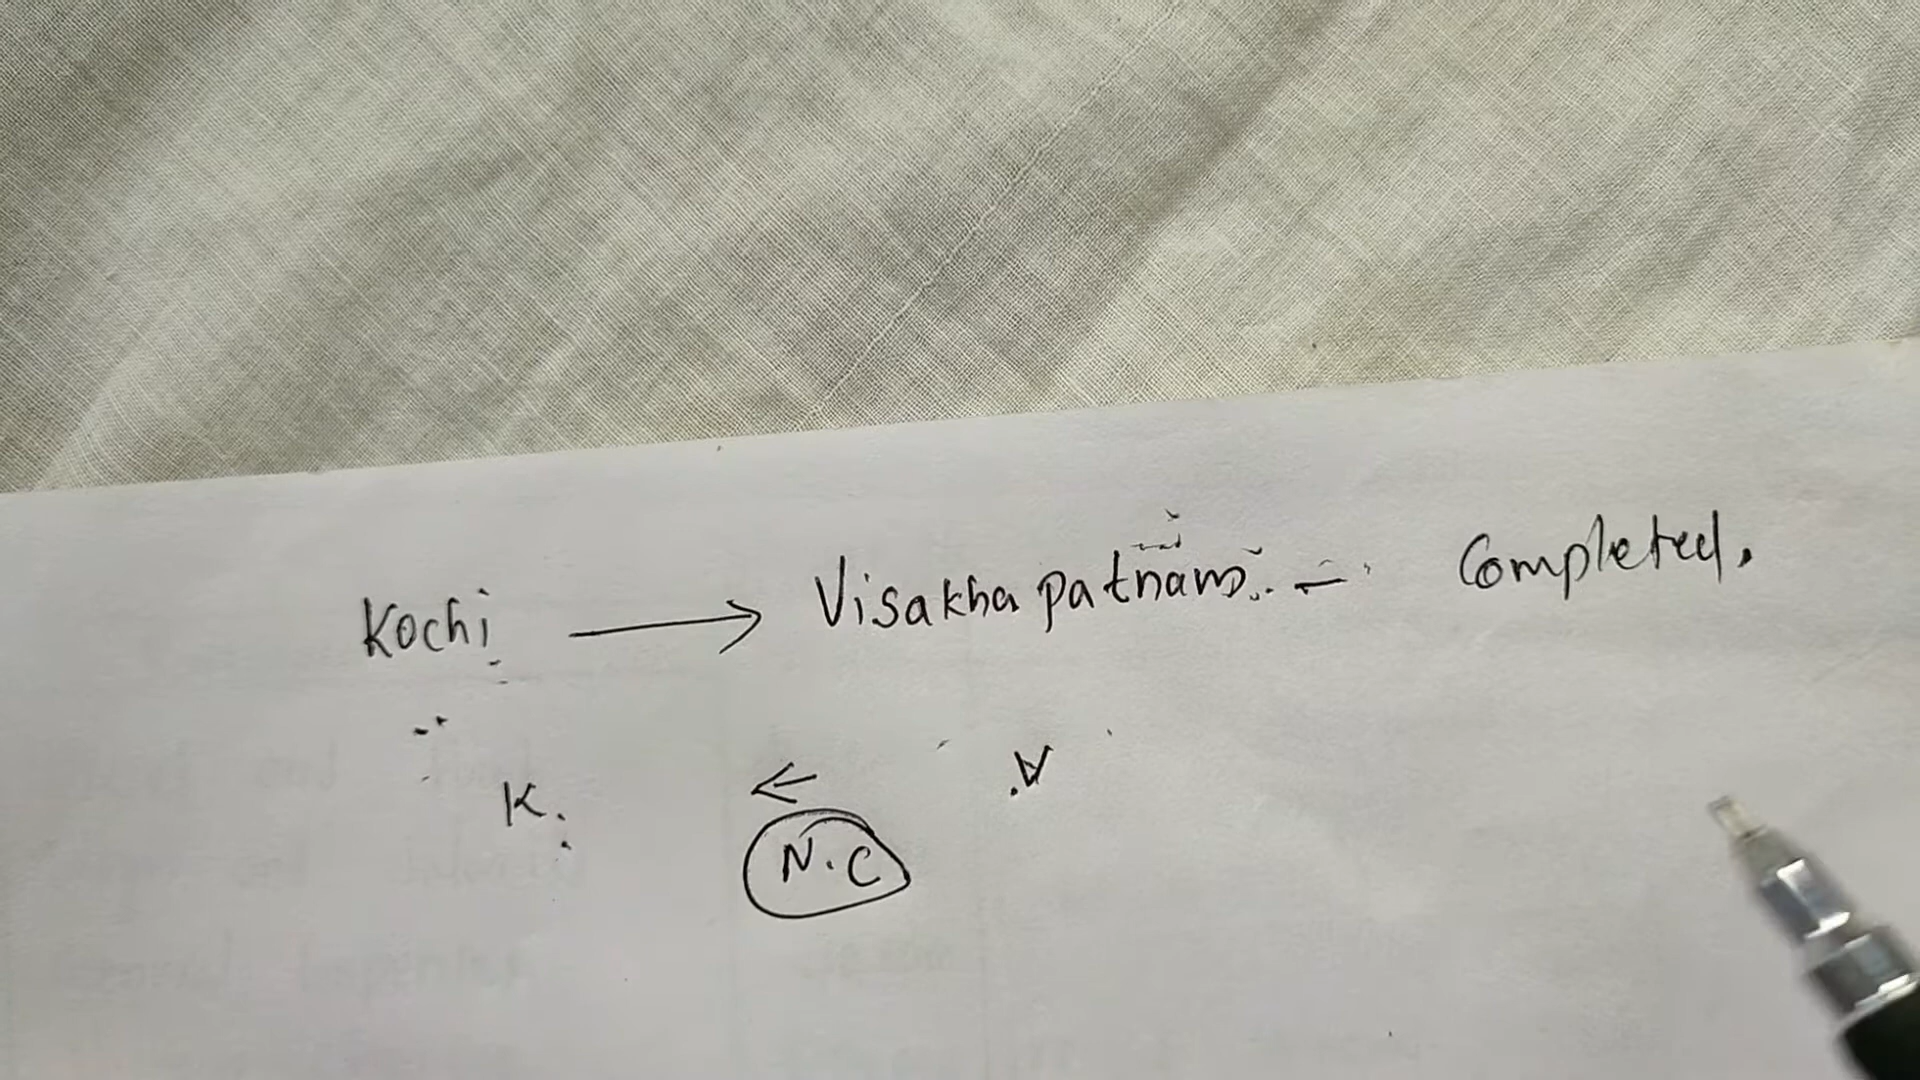 Kochi → Visakhapatnam. - Completed.
K. ← .V
N.C